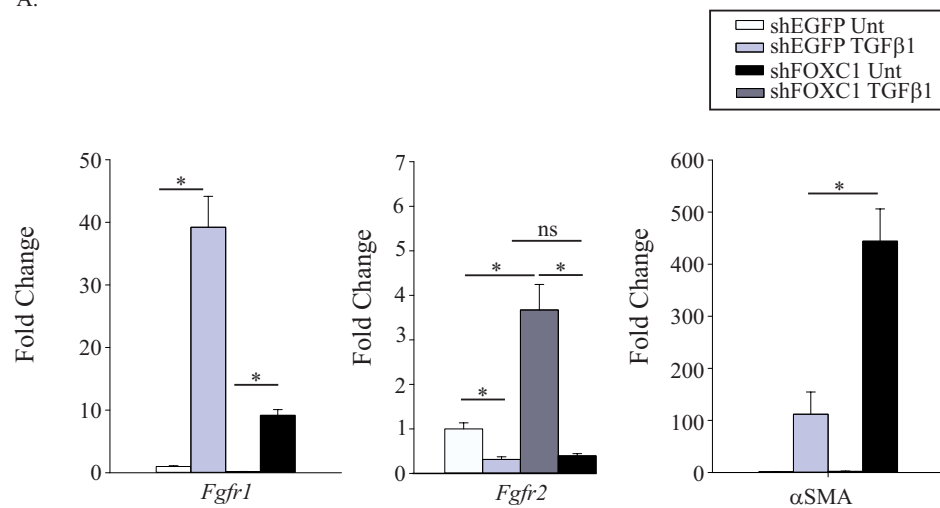 A.
shEGFP Unt
shEGFP TGFβ1
shFOXC1 Unt
shFOXC1 TGFβ1
Fold Change
50
40
30
20
10
0
*
*
Fgfr1
Fold Change
7
6
5
4
3
2
1
0
ns
*
*
*
Fgfr2
Fold Change
600
500
400
300
200
100
0
*
αSMA